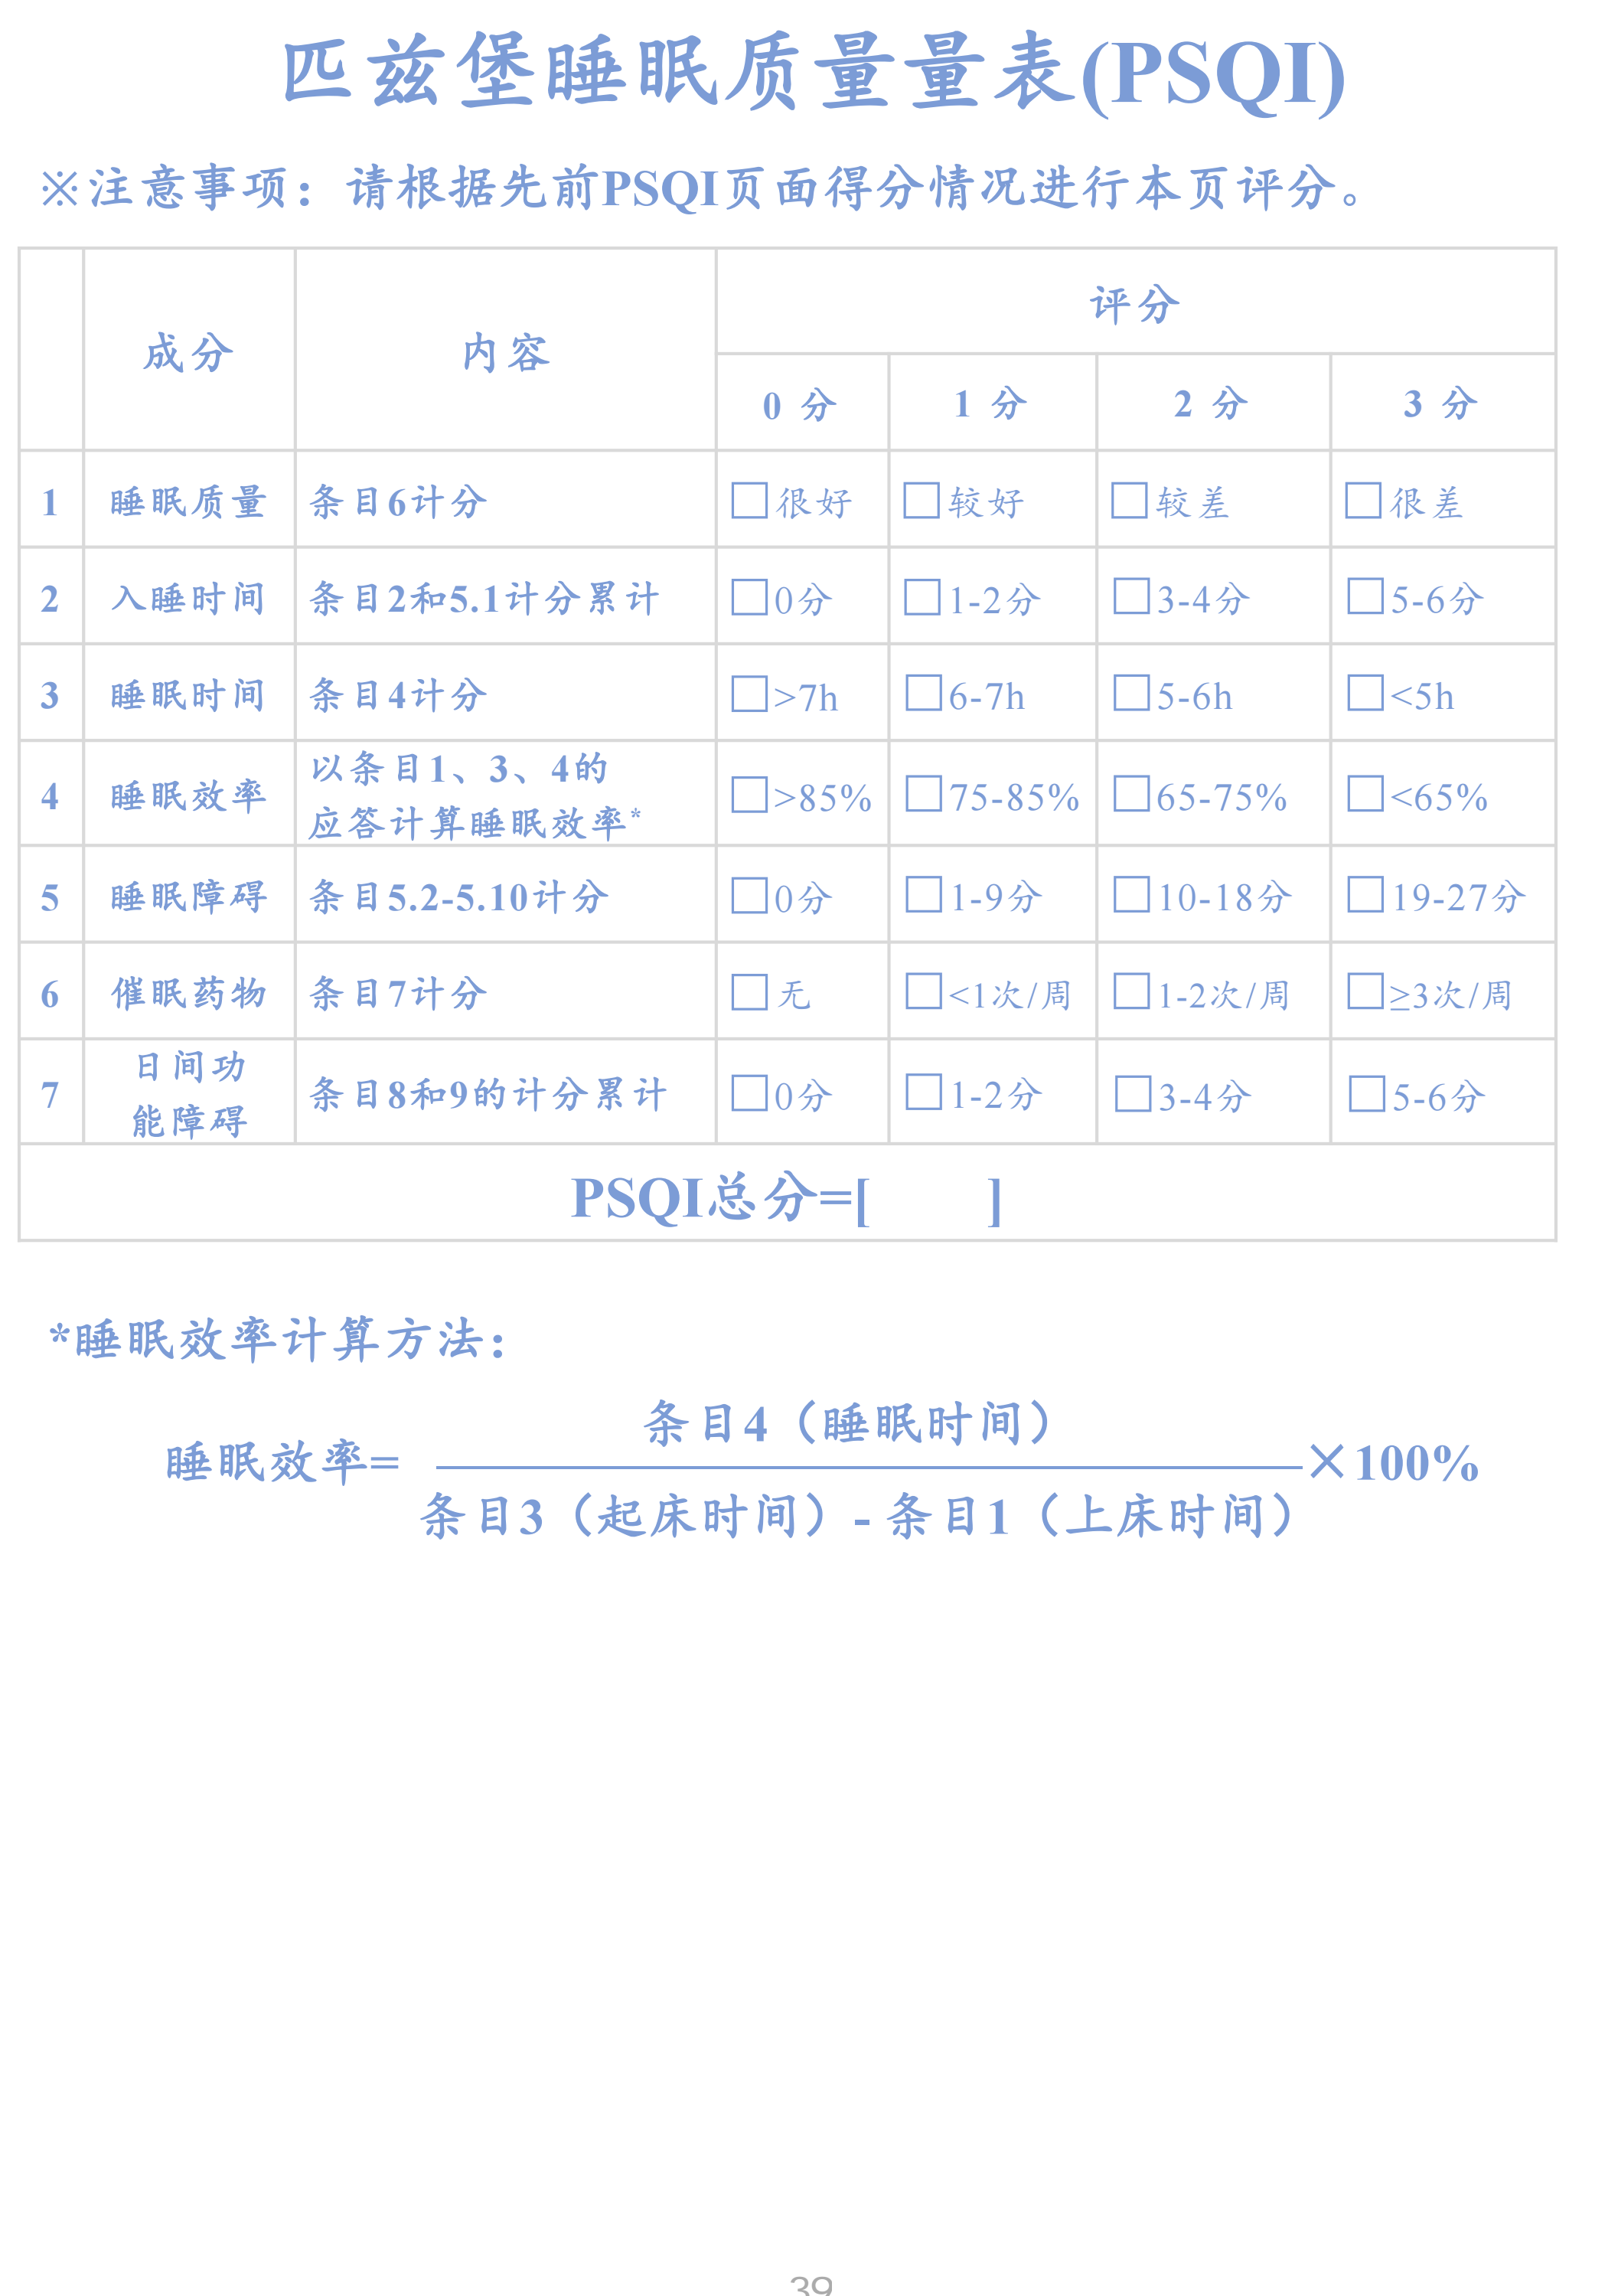 匹兹堡睡眠质量量表(PSQI)
※注意事项：请根据先前PSQI页面得分情况进行本页评分。
成分 内容 评分
0 分 1 分 2 分 3 分
1 睡眠质量 条目6计分 □很好 □较好 □较差 □很差
2 入睡时间 条目2和5.1计分累计 □0分 □1-2分 □3-4分 □5-6分
3 睡眠时间 条目4计分 □>7h □6-7h □5-6h □<5h
4 睡眠效率 以条目1、3、4的
应答计算睡眠效率* □>85% □75-85% □65-75% □<65%
5 睡眠障碍 条目5.2-5.10计分 □0分 □1-9分 □10-18分 □19-27分
6 催眠药物 条目7计分 □无 □<1次/周 □1-2次/周 □≥3次/周
7 日间功
能障碍 条目8和9的计分累计 □0分 □1-2分 □3-4分 □5-6分
PSQI总分=[ ]
*睡眠效率计算方法：
条目4（睡眠时间）
睡眠效率= ×100%
条目3（起床时间）- 条目1（上床时间）
39